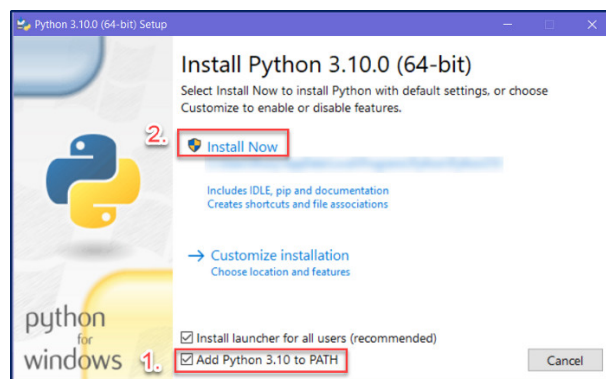 Python 3.10.0 (64-bit) Setup
Install Python 3.10.0 (64-bit)
Select Install Now to install Python with default settings, or choose
Customize to enable or disable features.
2.
Install Now
Includes IDLE, pip and documentation
Creates shortcuts and file associations
→ Customize installation
Choose location and features
python
for
windows
Install launcher for all users (recommended)
1.
Add Python 3.10 to PATH
Cancel